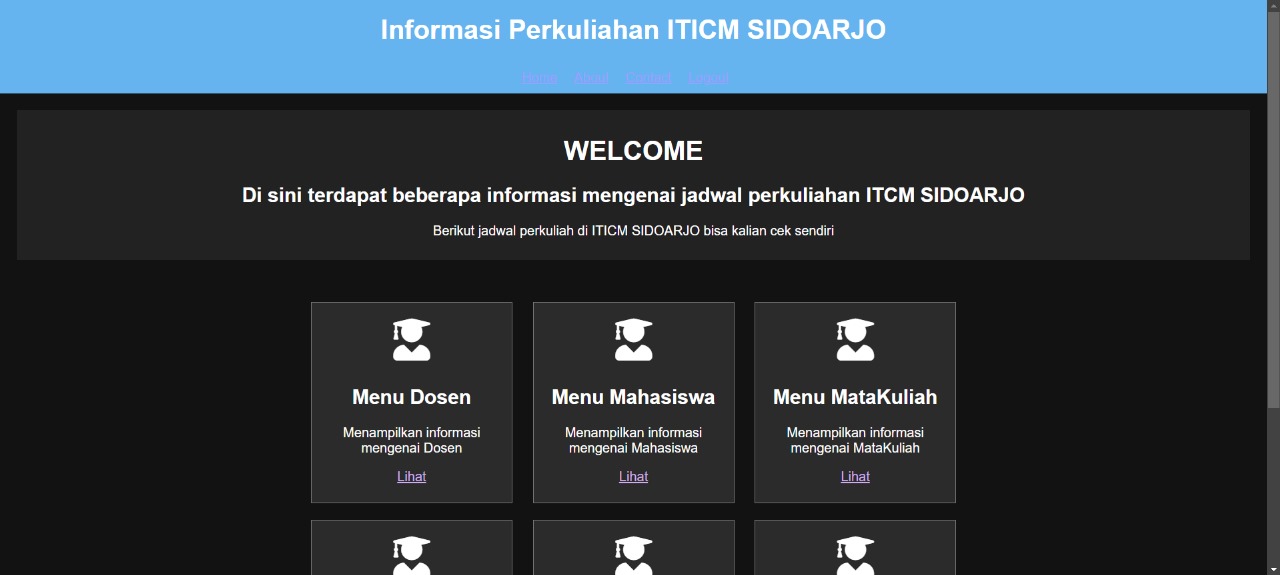 Informasi Perkuliahan ITICM SIDOARJO
Home About Contact Logout
WELCOME
Di sini terdapat beberapa informasi mengenai jadwal perkuliahan ITCM SIDOARJO
Berikut jadwal perkuliah di ITICM SIDOARJO bisa kalian cek sendiri
Menu Dosen
Menampilkan informasi
mengenai Dosen
Lihat
Menu Mahasiswa
Menampilkan informasi
mengenai Mahasiswa
Lihat
Menu MataKuliah
Menampilkan informasi
mengenai MataKuliah
Lihat